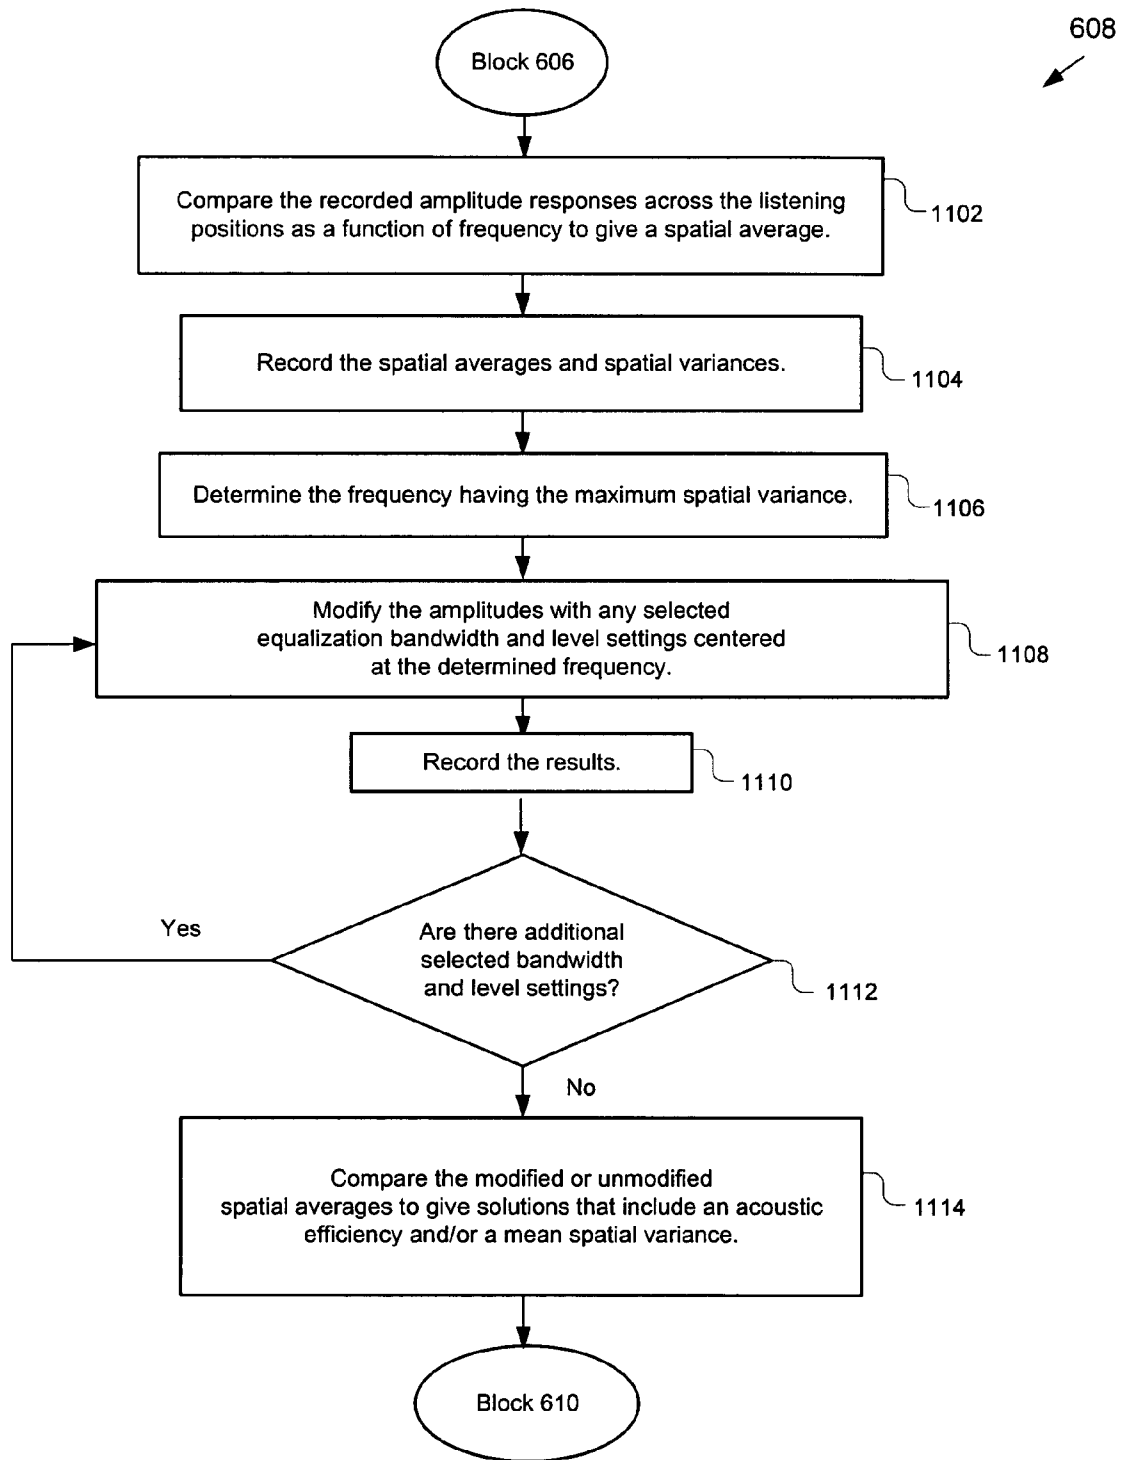 608
Block 606
Compare the recorded amplitude responses across the listening
positions as a function of frequency to give a spatial average.
1102
Record the spatial averages and spatial variances.
1104
Determine the frequency having the maximum spatial variance.
1106
Modify the amplitudes with any selected
equalization bandwidth and level settings centered
at the determined frequency.
1108
Record the results.
1110
Yes
Are there additional
selected bandwidth
and level settings?
1112
No
Compare the modified or unmodified
spatial averages to give solutions that include an acoustic
efficiency and/or a mean spatial variance.
1114
Block 610